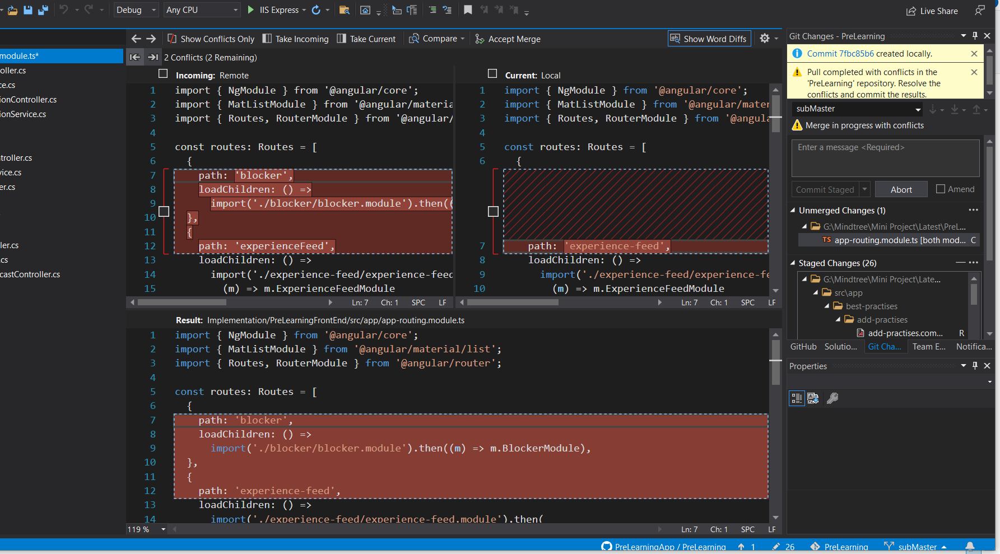 Debug
Any CPU
IIS Express
Live Share
module.ts*
oller.cs
ce.cs
ionController.cs
ionService.cs
troller.cs
vice.cs
er.cs
ler.cs
.cs
castController.cs
Show Conflicts Only
Take Incoming
Take Current
Compare
Accept Merge
Show Word Diffs
2 Conflicts (2 Remaining)
Incoming: Remote
1 import { NgModule } from '@angular/core';
2 import { MatListModule } from '@angular/materia
3 import { Routes, RouterModule } from '@angular/
4
5 const routes: Routes = [
6 {
7 path: 'blocker',
8 loadChildren: () =>
9 import('./blocker/blocker.module').then((
10 },
11 {
12 path: 'experienceFeed',
13 loadChildren: () =>
14 import('./experience-feed/experience-feed
15 (m) => m.ExperienceFeedModule
Ln: 7 Ch: 1 SPC LF
Current: Local
1 import { NgModule } from '@angular/core';
2 import { MatListModule } from '@angular/mater
3 import { Routes, RouterModule } from '@angula
4
5 const routes: Routes = [
6 {
7 path: 'experience-feed',
8 loadChildren: () =>
9 import('./experience-feed/experience-fe
10 (m) => m.ExperienceFeedModule
Ln: 7 Ch: 1 SPC LF
Result: Implementation/PreLearningFrontEnd/src/app/app-routing.module.ts
1 import { NgModule } from '@angular/core';
2 import { MatListModule } from '@angular/material/list';
3 import { Routes, RouterModule } from '@angular/router';
4
5 const routes: Routes = [
6 {
7 path: 'blocker',
8 loadChildren: () =>
9 import('./blocker/blocker.module').then((m) => m.BlockerModule),
10 },
11 {
12 path: 'experience-feed',
13 loadChildren: () =>
14 import('./experience-feed/experience-feed.module').then(
119 %
Ln: 7 Ch: 1 SPC LF
Git Changes - PreLearning
Commit 7fbc85b6 created locally.
Pull completed with conflicts in the
'PreLearning' repository. Resolve the
conflicts and commit the results.
subMaster
Merge in progress with conflicts
Enter a message <Required>
Commit Staged
Abort
Amend
Unmerged Changes (1)
G:\Mindtree\Mini Project\Latest\PreL...
TS app-routing.module.ts [both mod... C
Staged Changes (26)
G:\Mindtree\Mini Project\Late...
src\app
best-practises
add-practises
add-practises.com... R
GitHub Solutio... Git Cha... Team E... Notifica...
Properties
PreLearningApp / PreLearning 1 26 PreLearning subMaster